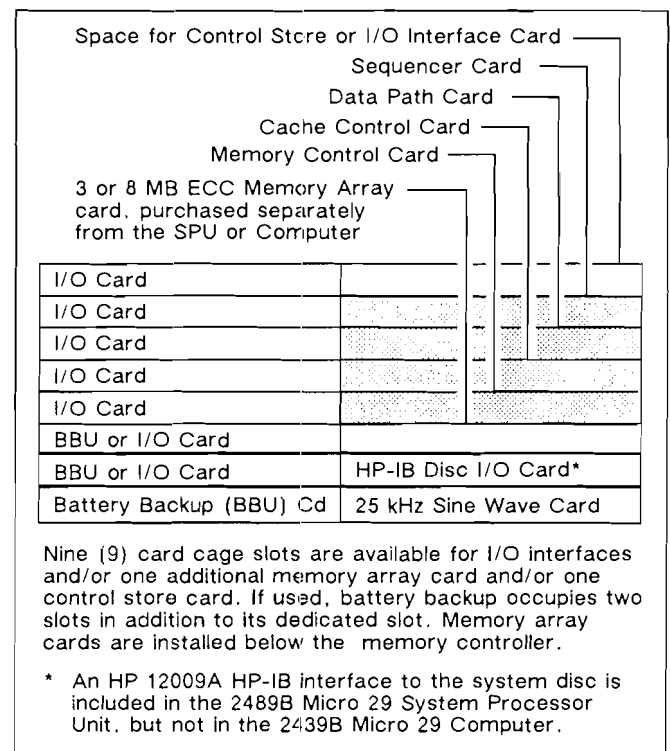 Space for Control Store or I/O Interface Card
Sequencer Card
Data Path Card
Cache Control Card
Memory Control Card
3 or 8 MB ECC Memory Array
card, purchased separately
from the SPU or Computer
I/O Card
I/O Card
I/O Card
I/O Card
I/O Card
BBU or I/O Card
BBU or I/O Card HP-IB Disc I/O Card*
Battery Backup (BBU) Cd 25 kHz Sine Wave Card
Nine (9) card cage slots are available for I/O interfaces
and/or one additional memory array card and/or one
control store card. If used, battery backup occupies two
slots in addition to its dedicated slot. Memory array
cards are installed below the memory controller.
* An HP 12009A HP-IB interface to the system disc is
included in the 2489B Micro 29 System Processor
Unit, but not in the 2439B Micro 29 Computer.